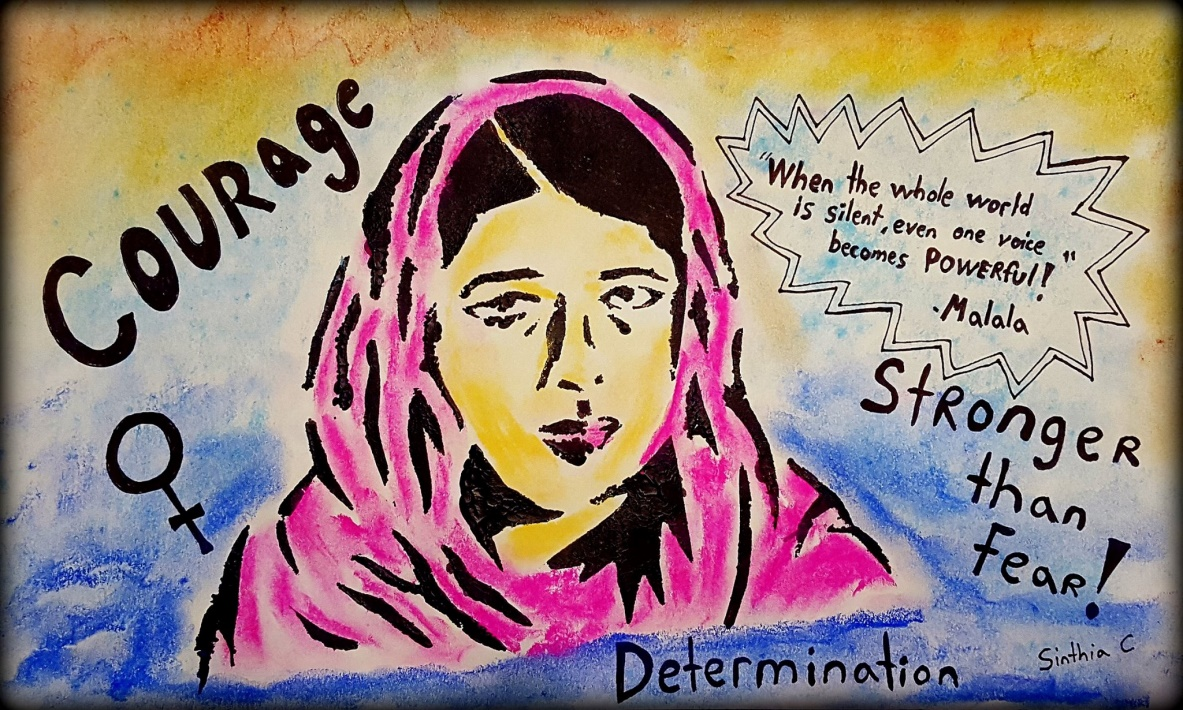 Courage
"When the whole world
is silent, even one voice
becomes POWERful!"
-Malala
Stronger
than
Fear!
Determination
Sinthia C